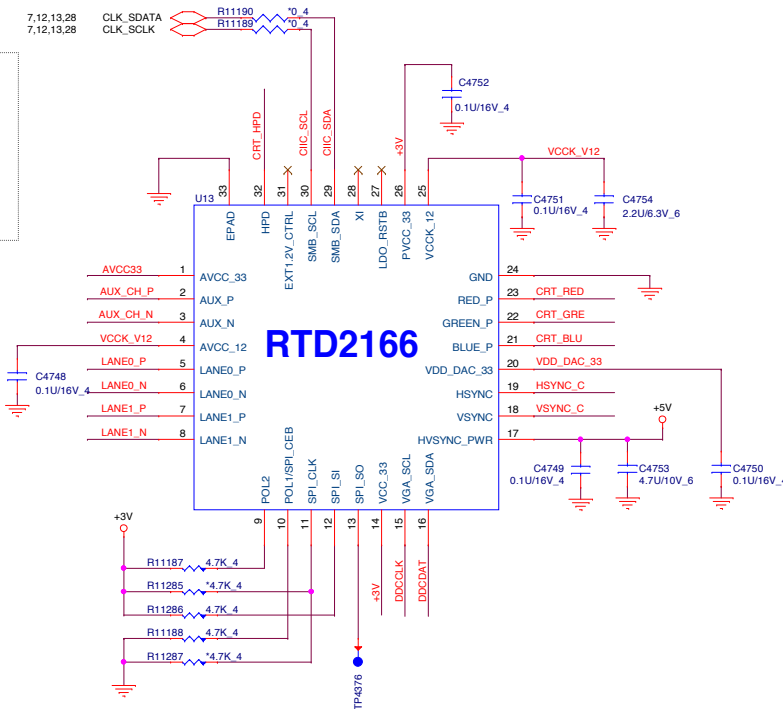 7,12,13,28 CLK_SDATA R11190 *0_4
7,12,13,28 CLK_SCLK R11189 *0_4
C4752
0.1U/16V_4
CRT_HPD
CIIC_SCL
CIIC_SDA
+3V
VCCK_V12
C4751
0.1U/16V_4
C4754
2.2U/6.3V_6
33 32 31 30 29 28 27 26 25
U13
EPAD
HPD
EXT1.2V_CTRL
SMB_SCL
SMB_SDA
XI
LDO_RSTB
PVCC_33
VCCK_12
AVCC33 1 AVCC_33
AUX_CH_P 2 AUX_P
AUX_CH_N 3 AUX_N
VCCK_V12 4 AVCC_12
LANE0_P 5 LANE0_P
LANE0_N 6 LANE0_N
LANE1_P 7 LANE1_P
LANE1_N 8 LANE1_N
C4748
0.1U/16V_4
RTD2166
GND 24
RED_P 23 CRT_RED
GREEN_P 22 CRT_GRE
BLUE_P 21 CRT_BLU
VDD_DAC_33 20 VDD_DAC_33
HSYNC 19 HSYNC_C
VSYNC 18 VSYNC_C
HVSYNC_PWR 17
+5V
C4749
0.1U/16V_4
C4753
4.7U/10V_6
C4750
0.1U/16V_4
POL2
POL1/SPI_CEB
SPI_CLK
SPI_SI
SPI_SO
VCC_33
VGA_SCL
VGA_SDA
9 10 11 12 13 14 15 16
+3V
DDCCLK
DDCDAT
+3V
R11187 4.7K_4
R11285 *4.7K_4
R11286 4.7K_4
R11188 4.7K_4
R11287 *4.7K_4
TP4376